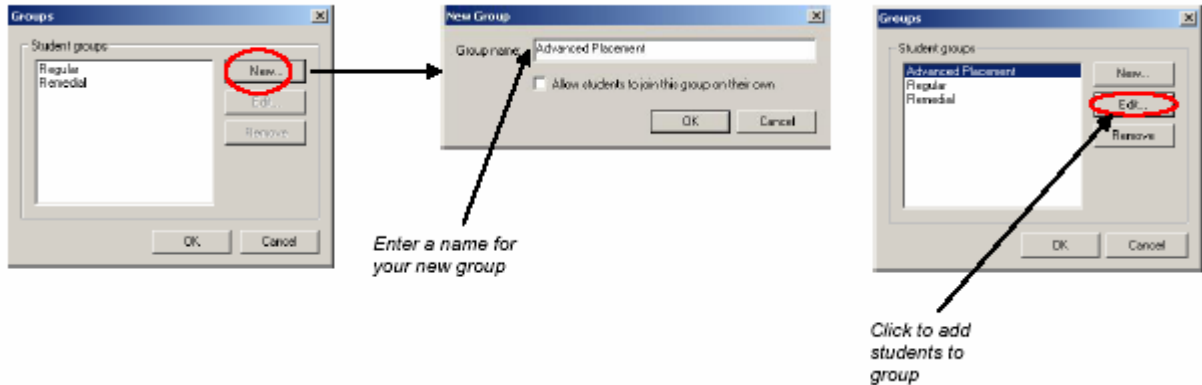 Groups
Student groups
Regular
Remedial
New...
Edit...
Remove
OK
Cancel
New Group
Group name:
Advanced Placement
Allow students to join this group on their own
OK
Cancel
Enter a name for
your new group
Groups
Student groups
Advanced Placement
Regular
Remedial
New...
Edit...
Remove
OK
Cancel
Click to add
students to
group